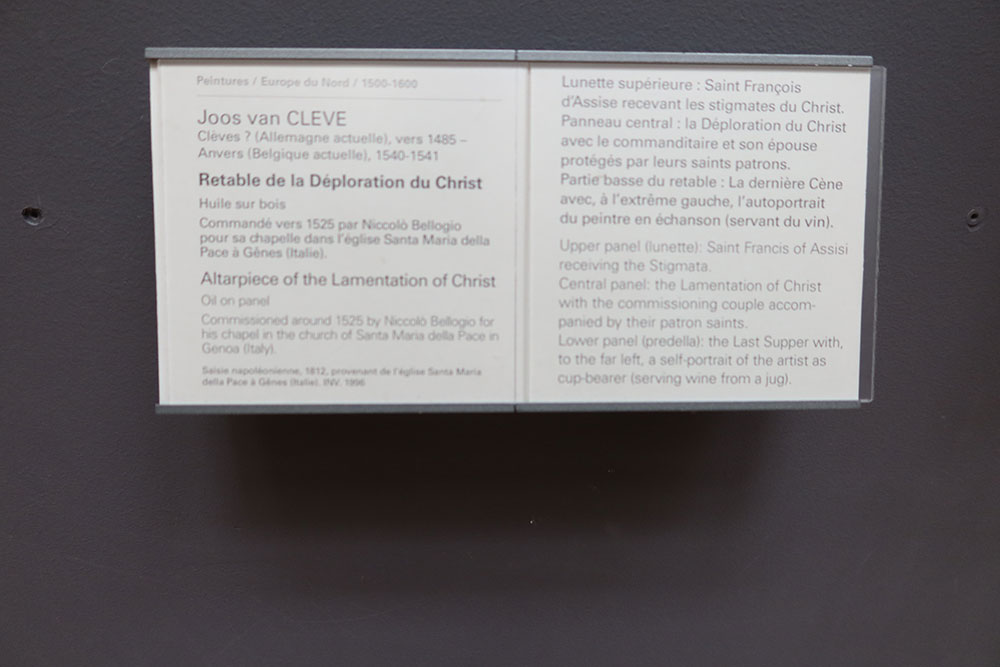 Peintures / Europe du Nord / 1500-1600
Joos van CLEVE
Clèves ? (Allemagne actuelle), vers 1485 –
Anvers (Belgique actuelle), 1540-1541
Retable de la Déploration du Christ
Huile sur bois
Commandé vers 1525 par Niccolò Bellogio
pour sa chapelle dans l'église Santa Maria della
Pace à Gênes (Italie).
Altarpiece of the Lamentation of Christ
Oil on panel
Commissioned around 1525 by Niccolò Bellogio for
his chapel in the church of Santa Maria della Pace in
Genoa (Italy).
Saisie napoléonienne, 1812, provenant de l'église Santa Maria
della Pace à Gênes (Italie). INV. 1996
Lunette supérieure : Saint François
d'Assise recevant les stigmates du Christ.
Panneau central : la Déploration du Christ
avec le commanditaire et son épouse
protégés par leurs saints patrons.
Partie basse du retable : La dernière Cène
avec, à l'extrême gauche, l'autoportrait
du peintre en échanson (servant du vin).
Upper panel (lunette): Saint Francis of Assisi
receiving the Stigmata.
Central panel: the Lamentation of Christ
with the commissioning couple accom-
panied by their patron saints.
Lower panel (predella): the Last Supper with,
to the far left, a self-portrait of the artist as
cup-bearer (serving wine from a jug).